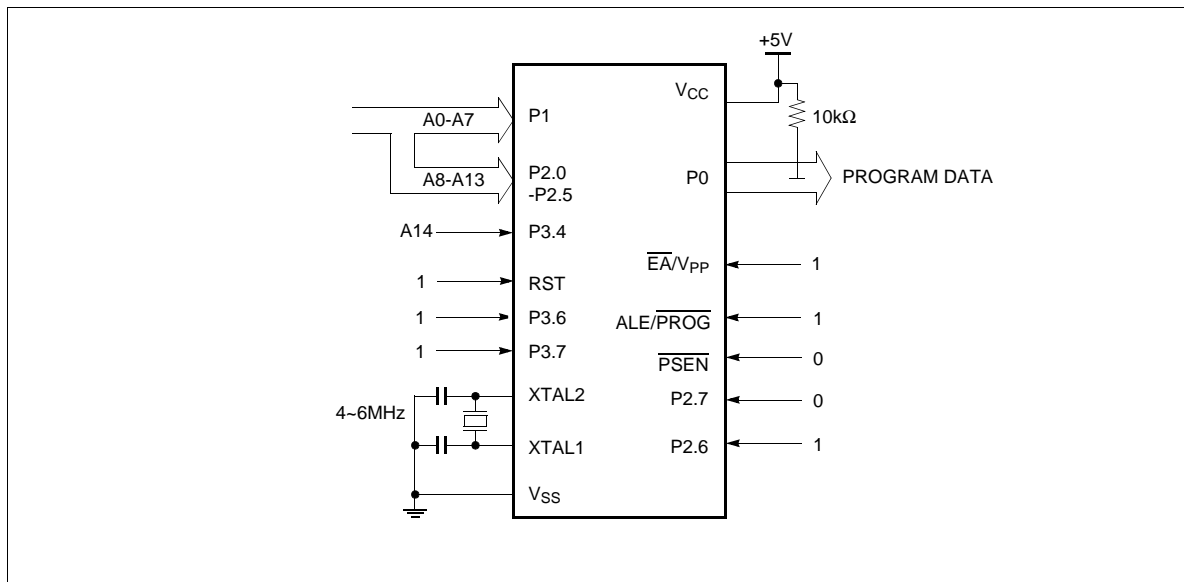 +5V
VCC
10kΩ
P1
A0-A7
P2.0
-P2.5
A8-A13
P0
PROGRAM DATA
A14
P3.4
EA/VPP
1
1
RST
1
P3.6
ALE/PROG
1
1
P3.7
PSEN
0
4~6MHz
XTAL2
P2.7
0
XTAL1
P2.6
1
VSS